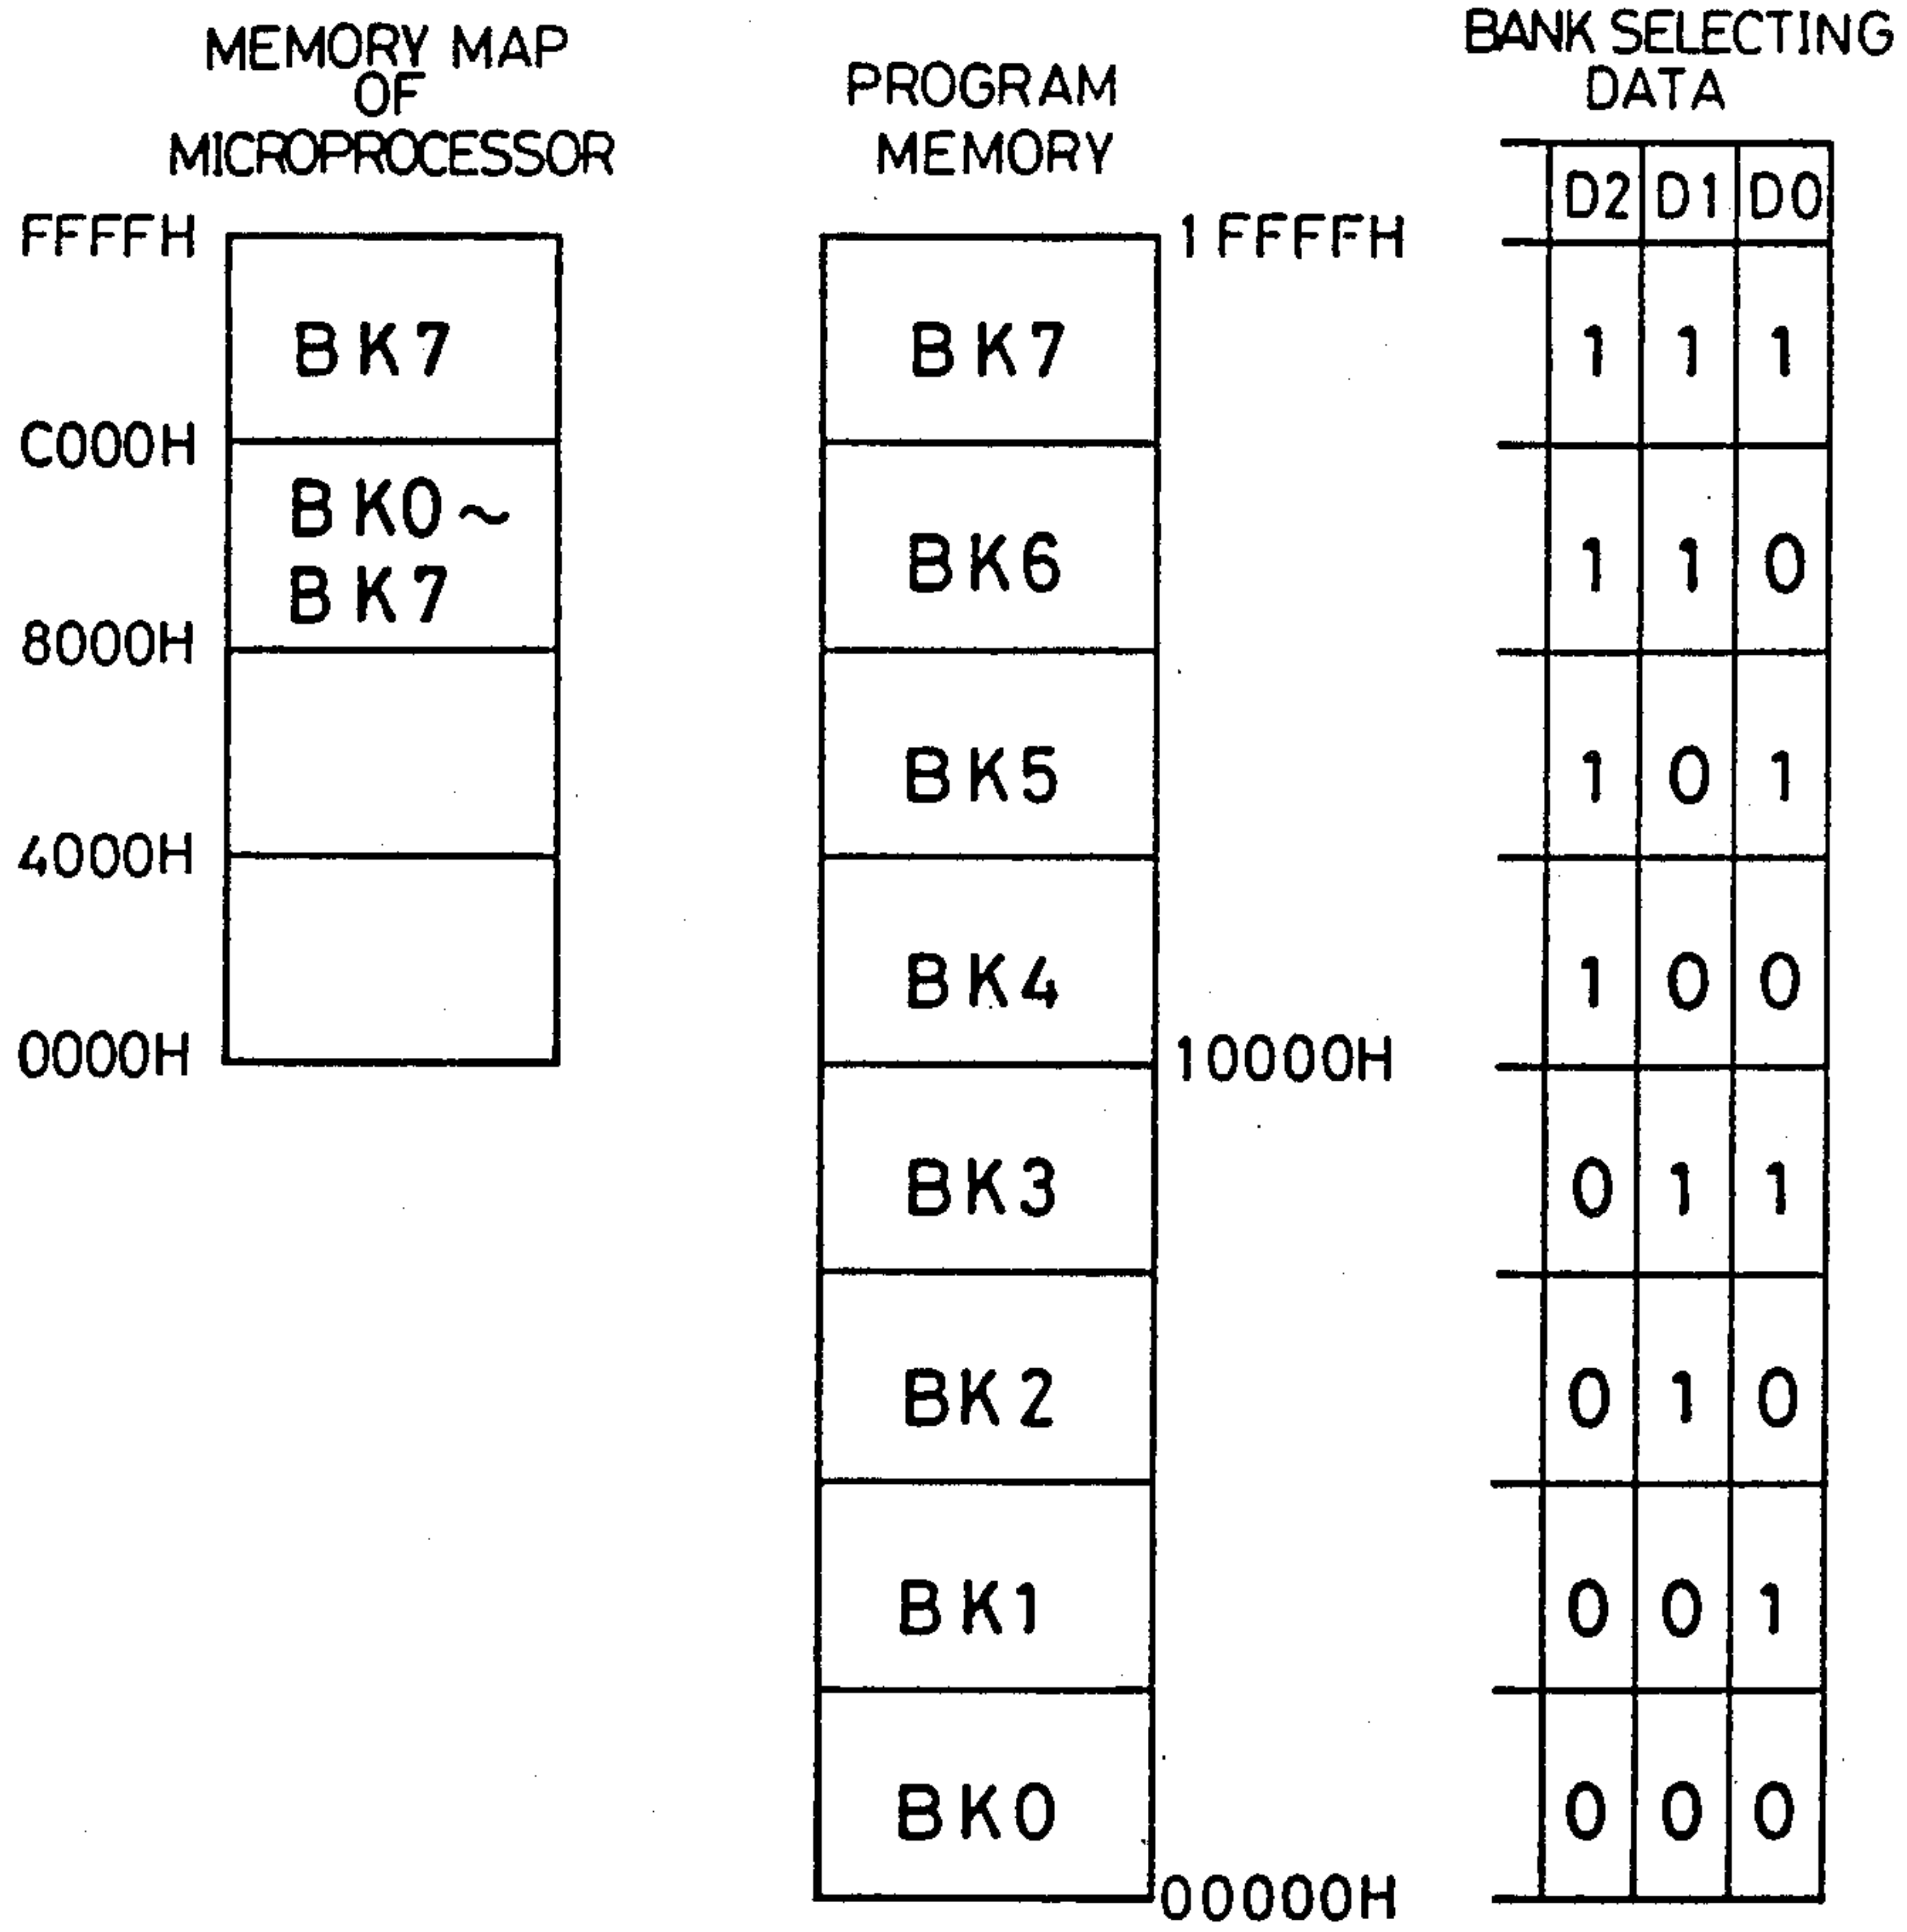 MEMORY MAP
OF
MICROPROCESSOR
FFFFH
BK7
C000H
BK0~
BK7
8000H
4000H
0000H
PROGRAM
MEMORY
1FFFFH
BK7
BK6
BK5
BK4
10000H
BK3
BK2
BK1
BK0
00000H
BANK SELECTING
DATA
D2 D1 D0
1 1 1
1 1 0
1 0 1
1 0 0
0 1 1
0 1 0
0 0 1
0 0 0